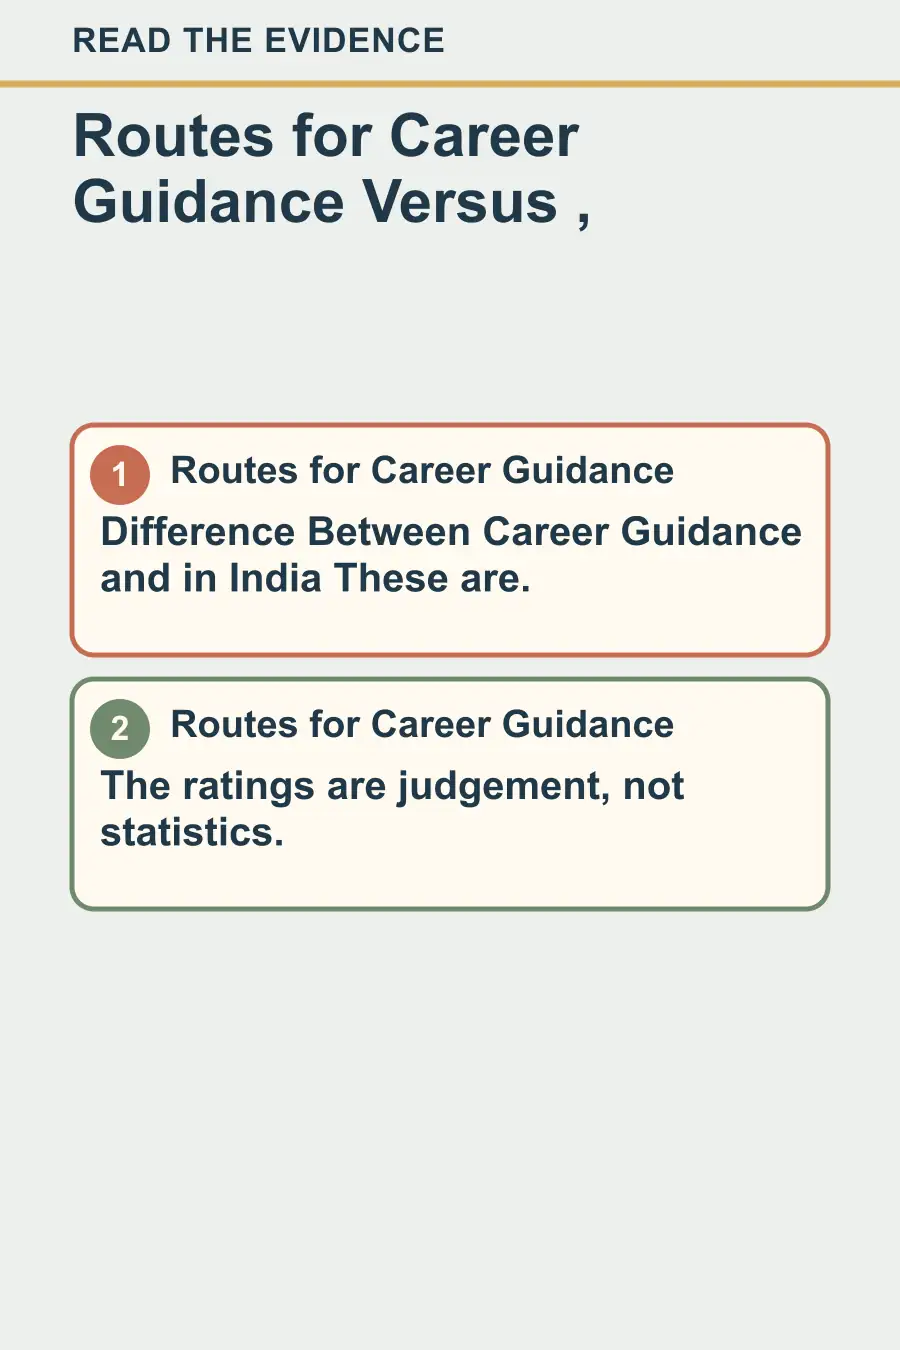 READ THE EVIDENCE
Routes for Career
Guidance Versus ,
1
Routes for Career Guidance
Difference Between Career Guidance
and in India These are.
2
Routes for Career Guidance
The ratings are judgement, not
statistics.